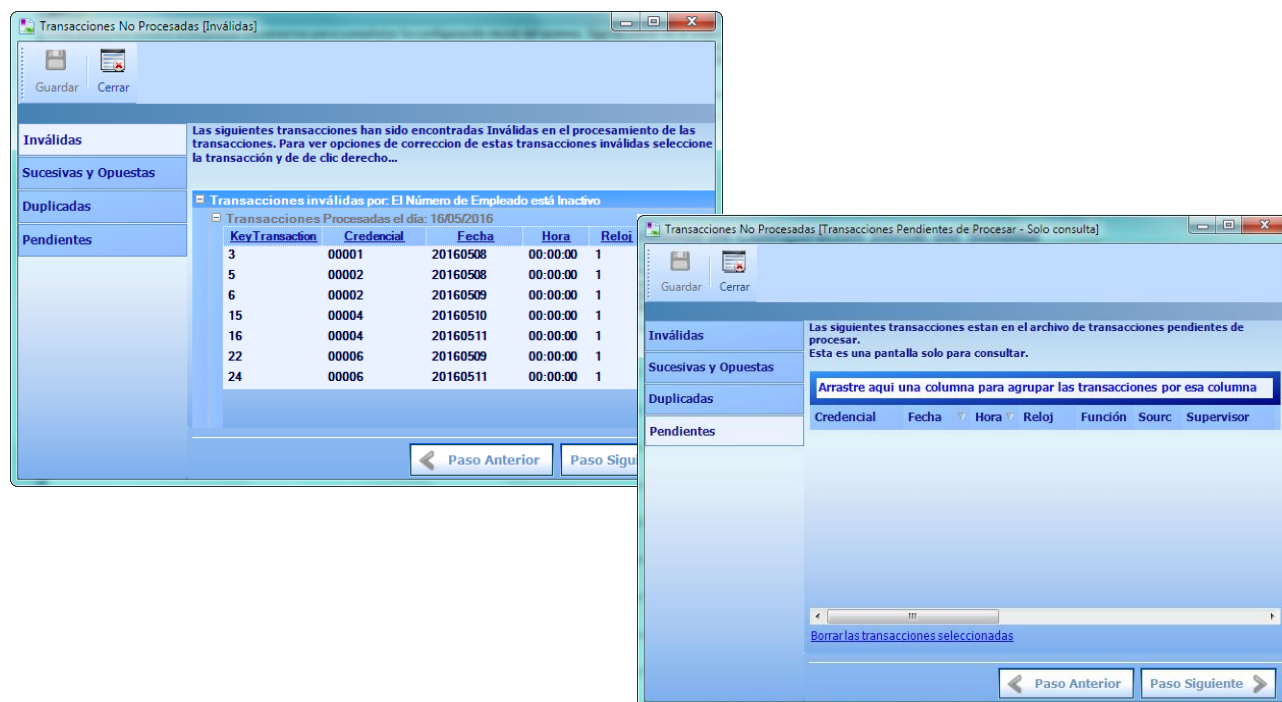 Transacciones No Procesadas [Inválidas]
Guardar Cerrar
Inválidas
Sucesivas y Opuestas
Duplicadas
Pendientes
Las siguientes transacciones han sido encontradas Inválidas en el procesamiento de las
transacciones. Para ver opciones de correccion de estas transacciones inválidas seleccione
la transacción y de de clic derecho...
Transacciones inválidas por: El Número de Empleado está Inactivo
Transacciones Procesadas el día: 16/05/2016
KeyTransaction Credencial Fecha Hora Reloj
3 00001 20160508 00:00:00 1
5 00002 20160508 00:00:00 1
6 00002 20160509 00:00:00 1
15 00004 20160510 00:00:00 1
16 00004 20160511 00:00:00 1
22 00006 20160509 00:00:00 1
24 00006 20160511 00:00:00 1
Paso Anterior Paso Sigui
Transacciones No Procesadas [Transacciones Pendientes de Procesar - Solo consulta]
Guardar Cerrar
Inválidas
Sucesivas y Opuestas
Duplicadas
Pendientes
Las siguientes transacciones estan en el archivo de transacciones pendientes de
procesar.
Esta es una pantalla solo para consultar.
Arrastre aqui una columna para agrupar las transacciones por esa columna
Credencial Fecha Hora Reloj Función Sourc Supervisor
Borrar las transacciones seleccionadas
Paso Anterior Paso Siguiente